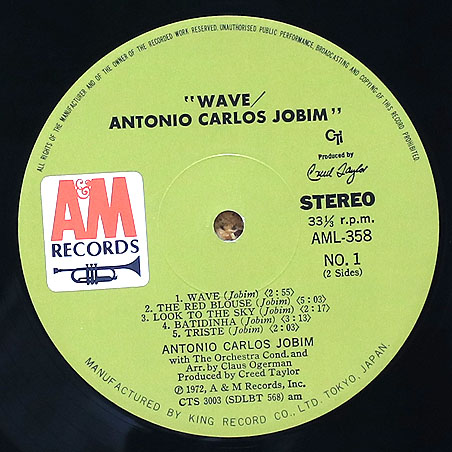 ALL RIGHTS OF THE MANUFACTURER AND OF THE OWNER OF THE RECORDED WORK RESERVED. UNAUTHORISED PUBLIC PERFORMANCE, BROADCASTING AND COPYING OF THIS RECORD PROHIBITED.
"WAVE/
ANTONIO CARLOS JOBIM"
CTi
Produced by
Creed Taylor
A&M
RECORDS
STEREO
33⅓ r.p.m.
AML-358
NO. 1
(2 Sides)
1. WAVE (Jobim) <2:55>
2. THE RED BLOUSE (Jobim) <5:03>
3. LOOK TO THE SKY (Jobim) <2:17>
4. BATIDINHA (Jobim) <3:13>
5. TRISTE (Jobim) <2:03>
ANTONIO CARLOS JOBIM
with The Orchestra Cond. and
Arr. by Claus Ogerman
Produced by Creed Taylor
℗1972, A & M Records, Inc.
CTS 3003 (SDLBT 568) am
MANUFACTURED BY KING RECORD CO., LTD. TOKYO, JAPAN.